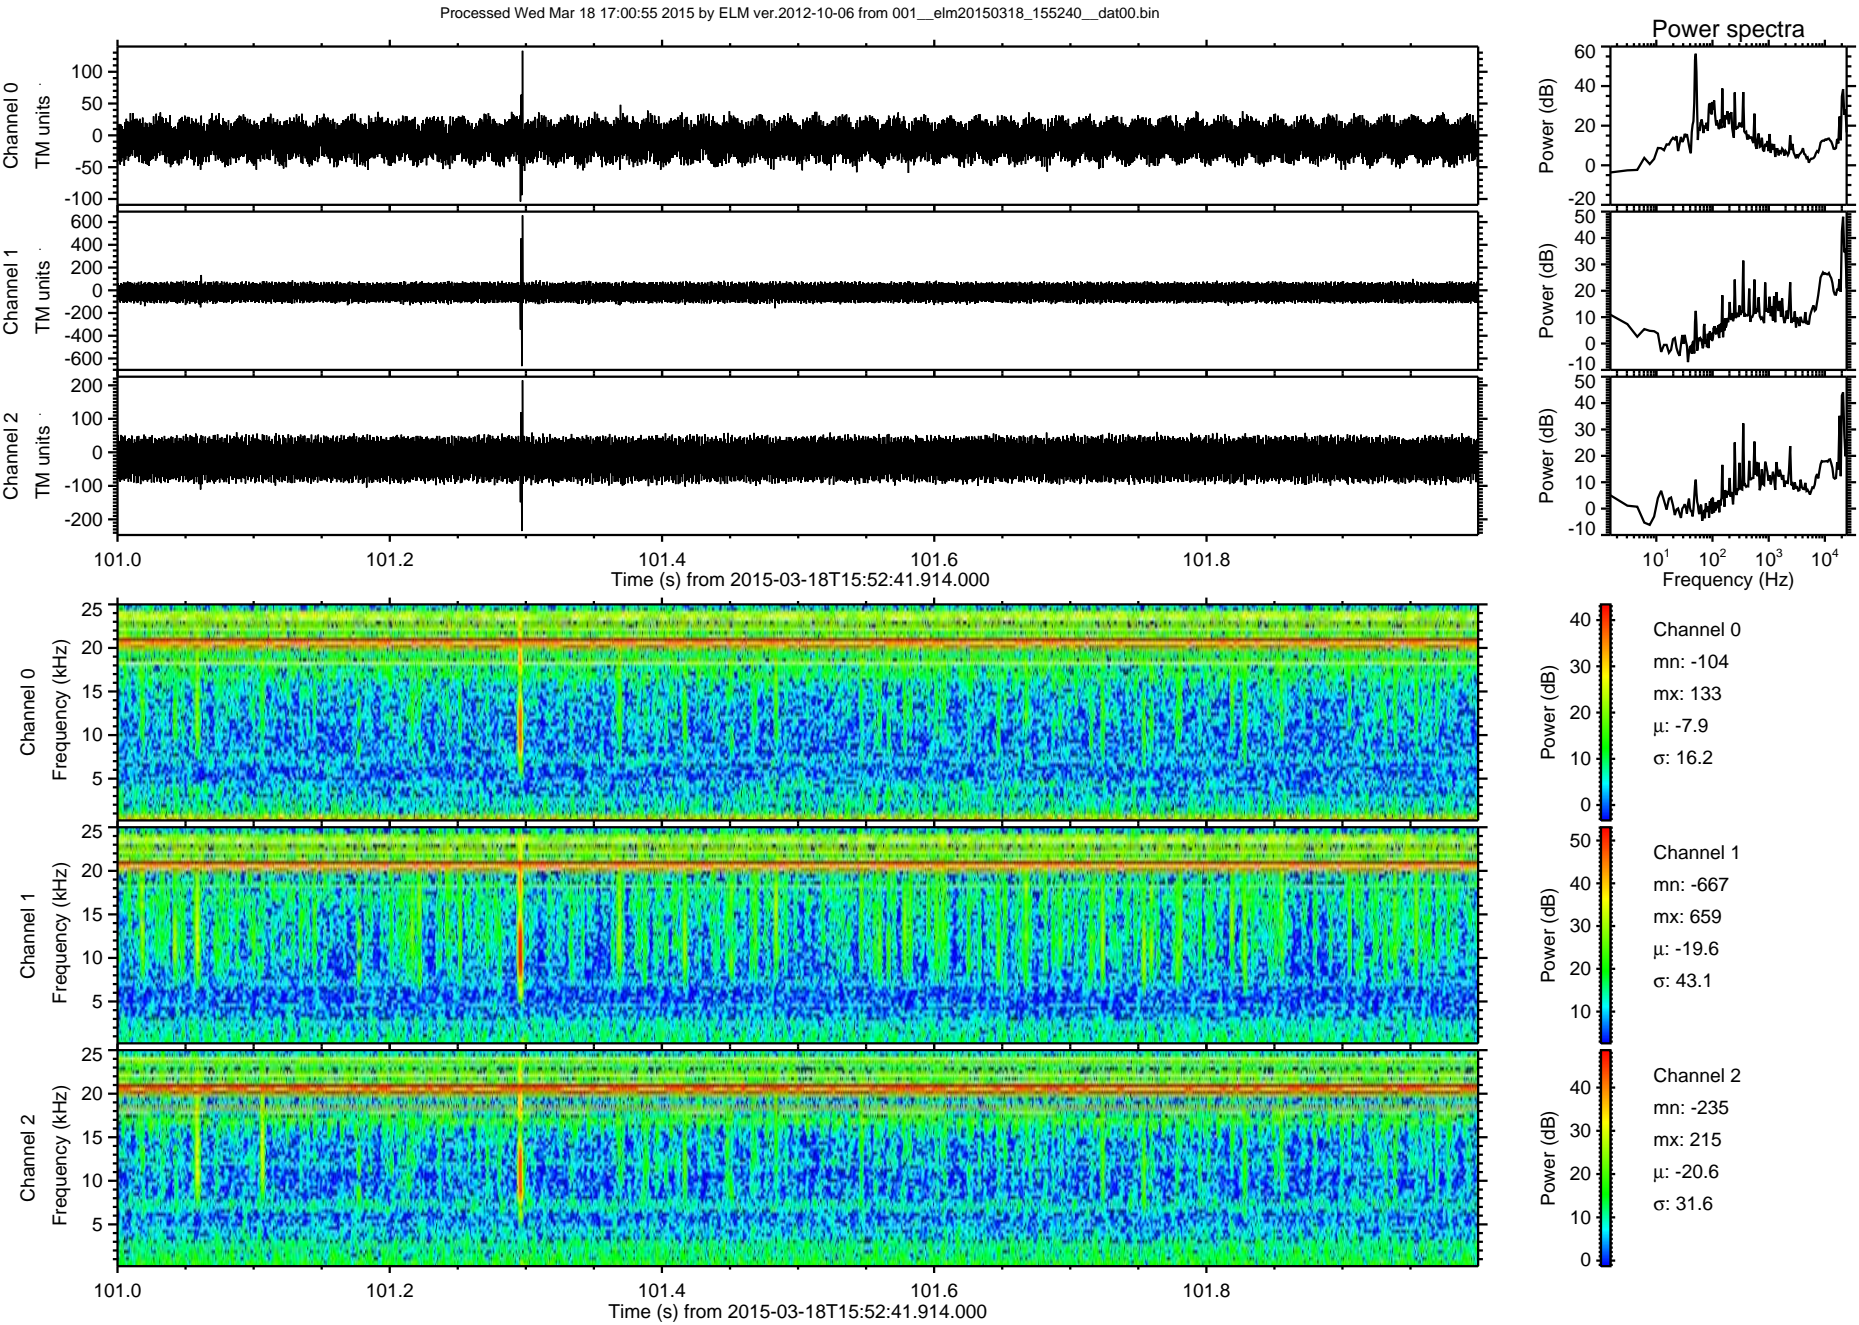 Processed Wed Mar 18 17:00:55 2015 by ELM ver.2012-10-06 from 001__elm20150318_155240__dat00.bin
Power spectra
Channel 0
TM units
100
50
0
-50
-100
Power (dB)
60
40
20
0
-20
Channel 1
TM units
600
400
200
0
-200
-400
-600
Power (dB)
50
40
30
20
10
0
-10
Channel 2
TM units
200
100
0
-100
-200
Power (dB)
50
40
30
20
10
0
-10
101.0 101.2 101.4 101.6 101.8
Time (s) from 2015-03-18T15:52:41.914.000
10¹ 10² 10³ 10⁴
Frequency (Hz)
Channel 0
Frequency (kHz)
25
20
15
10
5
Power (dB)
40
30
20
10
0
Channel 0
mn: -104
mx: 133
µ: -7.9
σ: 16.2
Channel 1
Frequency (kHz)
25
20
15
10
5
Power (dB)
50
40
30
20
10
Channel 1
mn: -667
mx: 659
µ: -19.6
σ: 43.1
Channel 2
Frequency (kHz)
25
20
15
10
5
Power (dB)
40
30
20
10
0
Channel 2
mn: -235
mx: 215
µ: -20.6
σ: 31.6
101.0 101.2 101.4 101.6 101.8
Time (s) from 2015-03-18T15:52:41.914.000